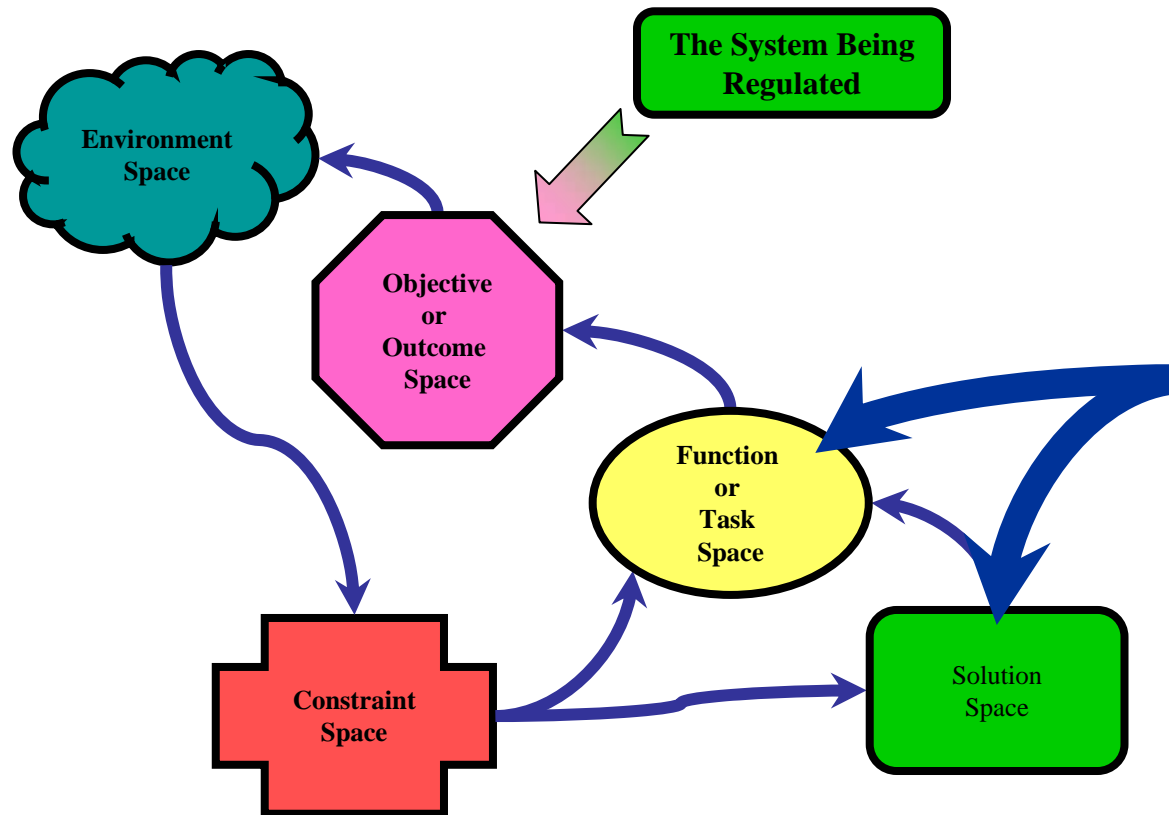 The System Being
Regulated
Environment
Space
Objective
or
Outcome
Space
Function
or
Task
Space
Solution
Space
Constraint
Space